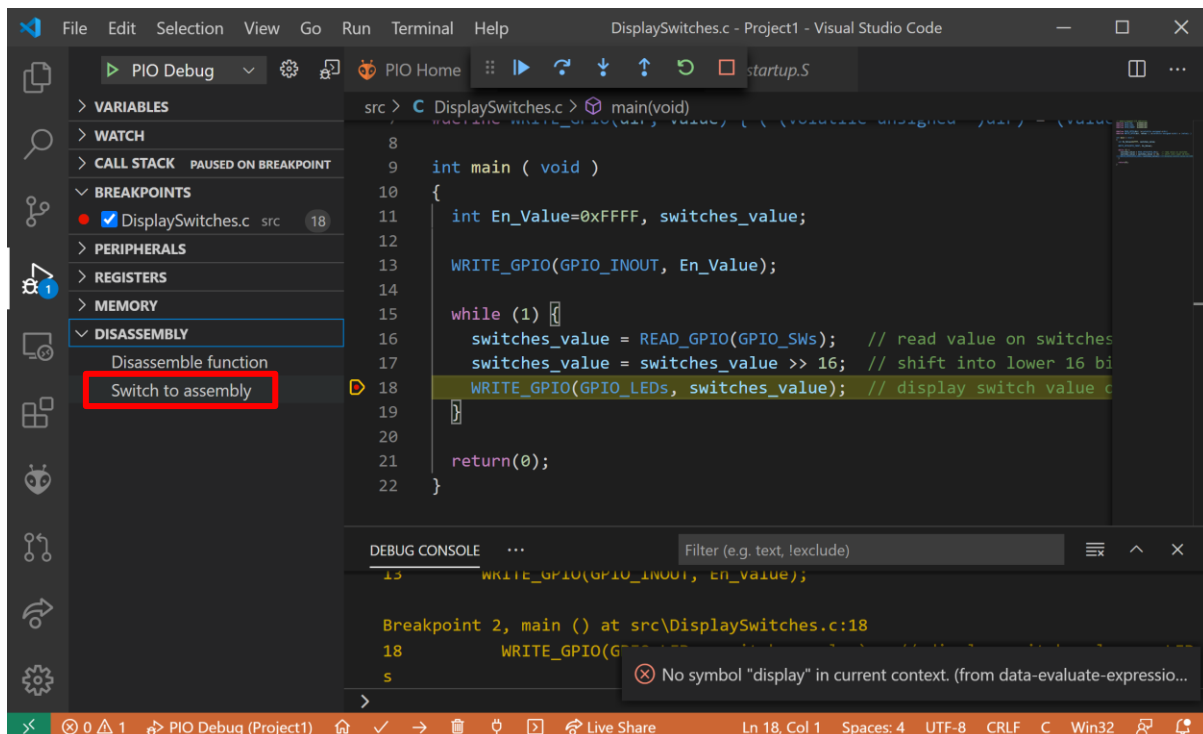 File Edit Selection View Go Run Terminal Help DisplaySwitches.c - Project1 - Visual Studio Code
PIO Debug
PIO Home startup.S
src > C DisplaySwitches.c > main(void)
VARIABLES
WATCH
CALL STACK PAUSED ON BREAKPOINT
BREAKPOINTS
DisplaySwitches.c src 18
PERIPHERALS
REGISTERS
MEMORY
DISASSEMBLY
Disassemble function
Switch to assembly
1
8
9 int main ( void )
10 {
11 int En_Value=0xFFFF, switches_value;
12
13 WRITE_GPIO(GPIO_INOUT, En_Value);
14
15 while (1) {
16 switches_value = READ_GPIO(GPIO_SWs); // read value on switches
17 switches_value = switches_value >> 16; // shift into lower 16 bi
18 WRITE_GPIO(GPIO_LEDs, switches_value); // display switch value
19 }
20
21 return(0);
22 }
DEBUG CONSOLE ... Filter (e.g. text, !exclude)
13 WRITE_GPIO(GPIO_INOUT, En_Value);
Breakpoint 2, main () at src\DisplaySwitches.c:18
18 WRITE_GPIO(G
s
No symbol "display" in current context. (from data-evaluate-expressio...
>
0 1 PIO Debug (Project1) Live Share Ln 18, Col 1 Spaces: 4 UTF-8 CRLF C Win32